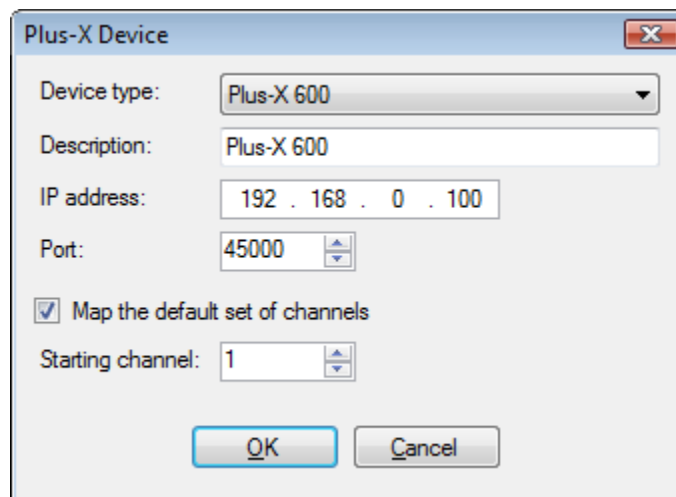 Plus-X Device
Device type: Plus-X 600
Description: Plus-X 600
IP address: 192 . 168 . 0 . 100
Port: 45000
Map the default set of channels
Starting channel: 1
OK Cancel